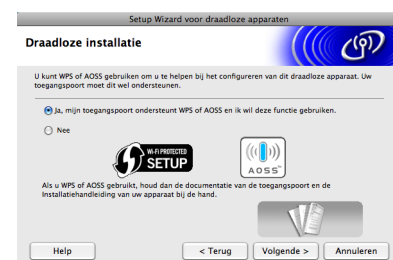 Setup Wizard voor draadloze apparaten
Draadloze installatie
U kunt WPS of AOSS gebruiken om u te helpen bij het configureren van dit draadloze apparaat. Uw
toegangspoort moet dit wel ondersteunen.
Ja, mijn toegangspoort ondersteunt WPS of AOSS en ik wil deze functie gebruiken.
Nee
Wi-Fi PROTECTED
SETUP
AOSS™
Als u WPS of AOSS gebruikt, houd dan de documentatie van de toegangspoort en de
Installatiehandleiding van uw apparaat bij de hand.
Help
< Terug
Volgende >
Annuleren